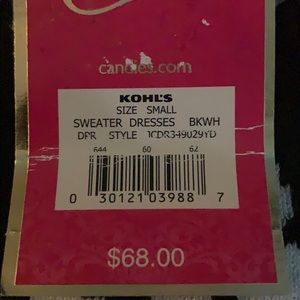 candies.com
KOHL'S
SIZE SMALL
SWEATER DRESSES BKWH
DPR STYLE JCDR349029YD
644 60 62
0 30121 03988 7
$68.00